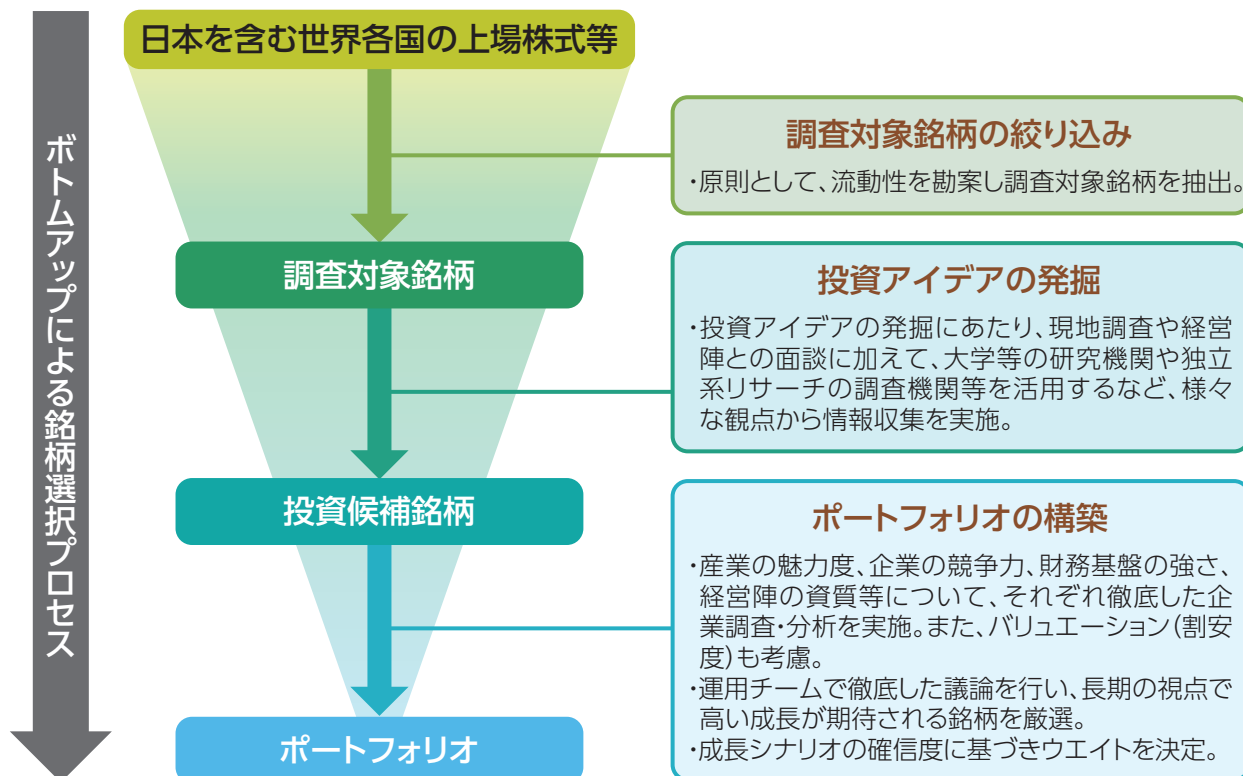 日本を含む世界各国の上場株式等
ボトムアップによる銘柄選択プロセス
調査対象銘柄の絞り込み
・原則として、流動性を勘案し調査対象銘柄を抽出。
調査対象銘柄
投資アイデアの発掘
・投資アイデアの発掘にあたり、現地調査や経営
陣との面談に加えて、大学等の研究機関や独立
系リサーチの調査機関等を活用するなど、様々
な観点から情報収集を実施。
投資候補銘柄
ポートフォリオの構築
・産業の魅力度、企業の競争力、財務基盤の強さ、
経営陣の資質等について、それぞれ徹底した企
業調査・分析を実施。また、バリュエーション(割安
度)も考慮。
・運用チームで徹底した議論を行い、長期の視点で
高い成長が期待される銘柄を厳選。
・成長シナリオの確信度に基づきウエイトを決定。
ポートフォリオ